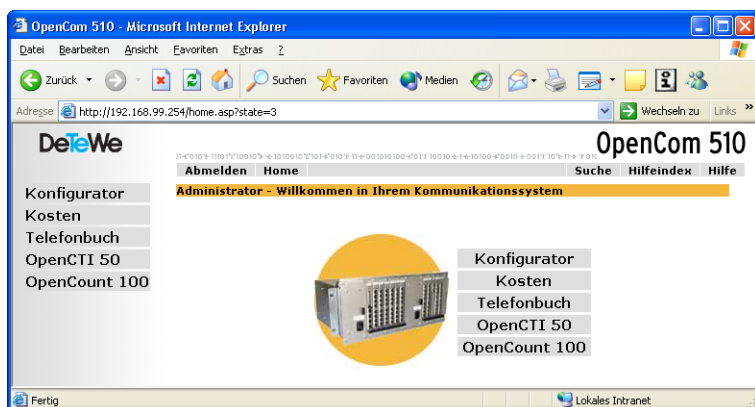 OpenCom 510 - Microsoft Internet Explorer
Datei Bearbeiten Ansicht Favoriten Extras ?
Zurück Suchen Favoriten Medien
Adresse http://192.168.99.254/home.asp?state=3 Wechseln zu Links »
DeTeWe
OpenCom 510
Abmelden Home Suche Hilfeindex Hilfe
Administrator - Willkommen in Ihrem Kommunikationssystem
Konfigurator
Kosten
Telefonbuch
OpenCTI 50
OpenCount 100
Konfigurator
Kosten
Telefonbuch
OpenCTI 50
OpenCount 100
Fertig Lokales Intranet